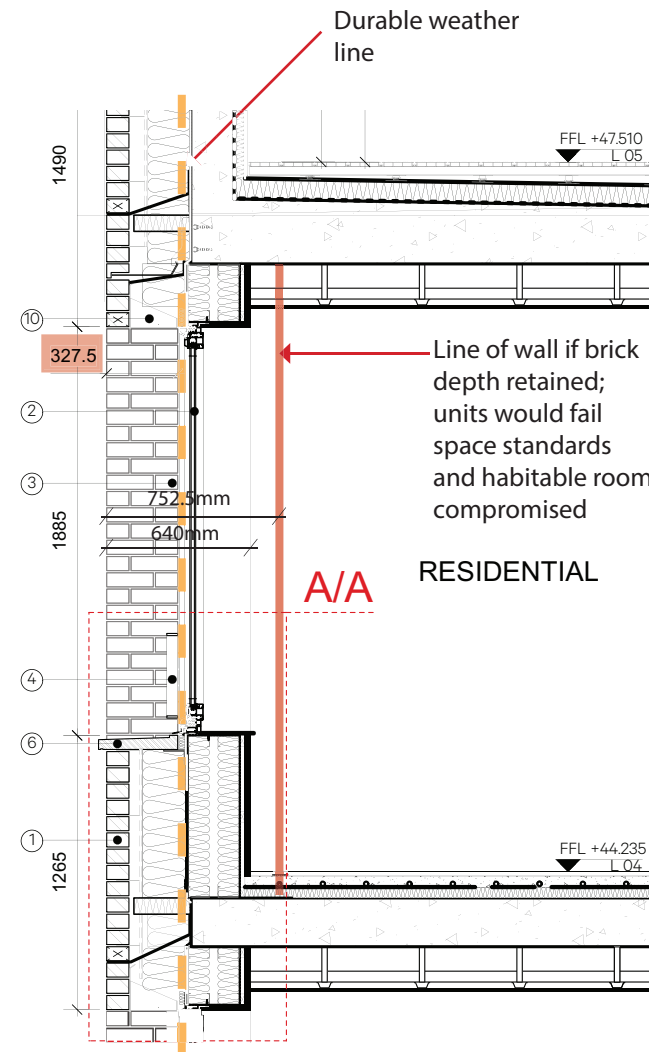 Durable weather
line
FFL +47.510
L 05
1490
10
327.5
Line of wall if brick
depth retained;
units would fail
space standards
and habitable room
compromised
2
3
752.5mm
1885
640mm
RESIDENTIAL
A/A
4
6
1
FFL +44.235
L 04
1265
X
X
X